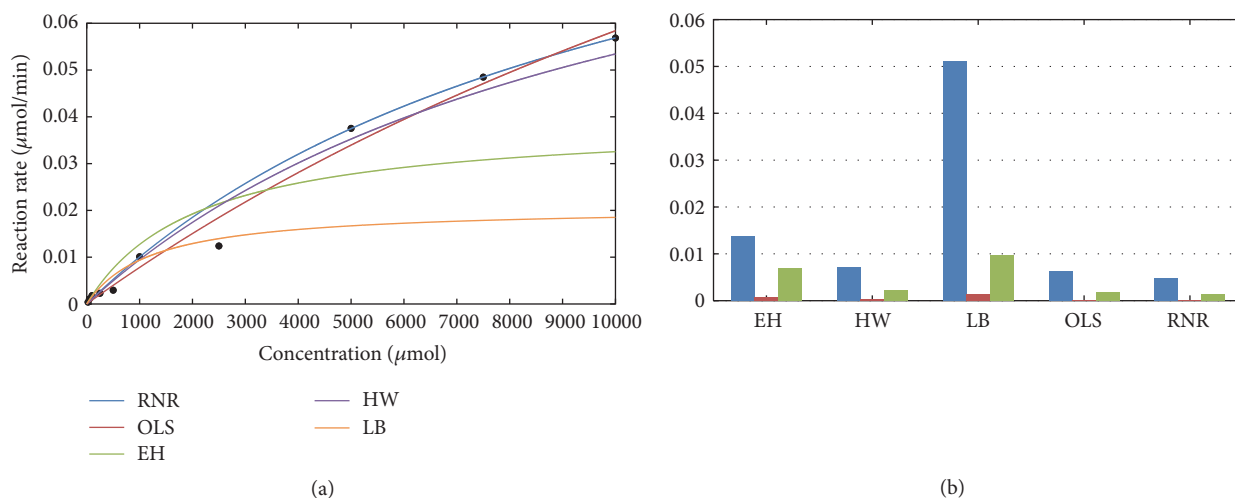 0.06
0.05
0.04
0.03
0.02
0.01
0
Reaction rate (μmol/min)
0 1000 2000 3000 4000 5000 6000 7000 8000 9000 10000
Concentration (μmol)
RNR
OLS
EH
HW
LB
(a)
0.06
0.05
0.04
0.03
0.02
0.01
0
EH HW LB OLS RNR
(b)